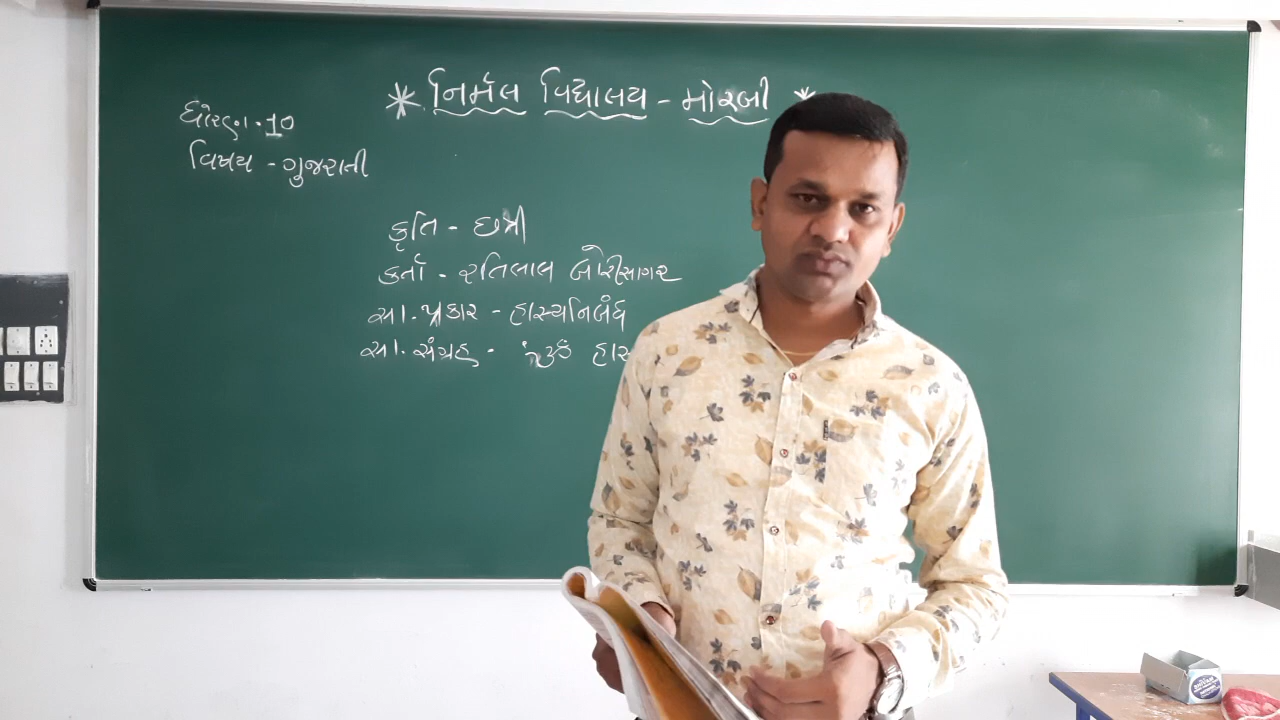 * નિર્મલ વિદ્યાલય - મોરબી *
ધોરણ. 10
વિષય - ગુજરાતી
કૃતિ - છત્રી
કર્તા - રતિલાલ બોરીસાગર
સા. પ્રકાર - હાસ્યનિબંધ
સા. સંગ્રહ -